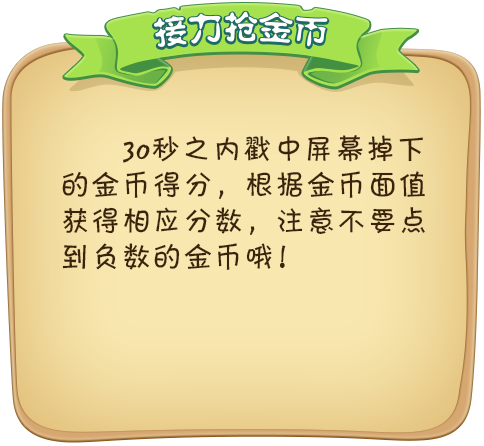 接力抢金币
30秒之内戳中屏幕掉下
的金币得分，根据金币面值
获得相应分数，注意不要点
到负数的金币哦！